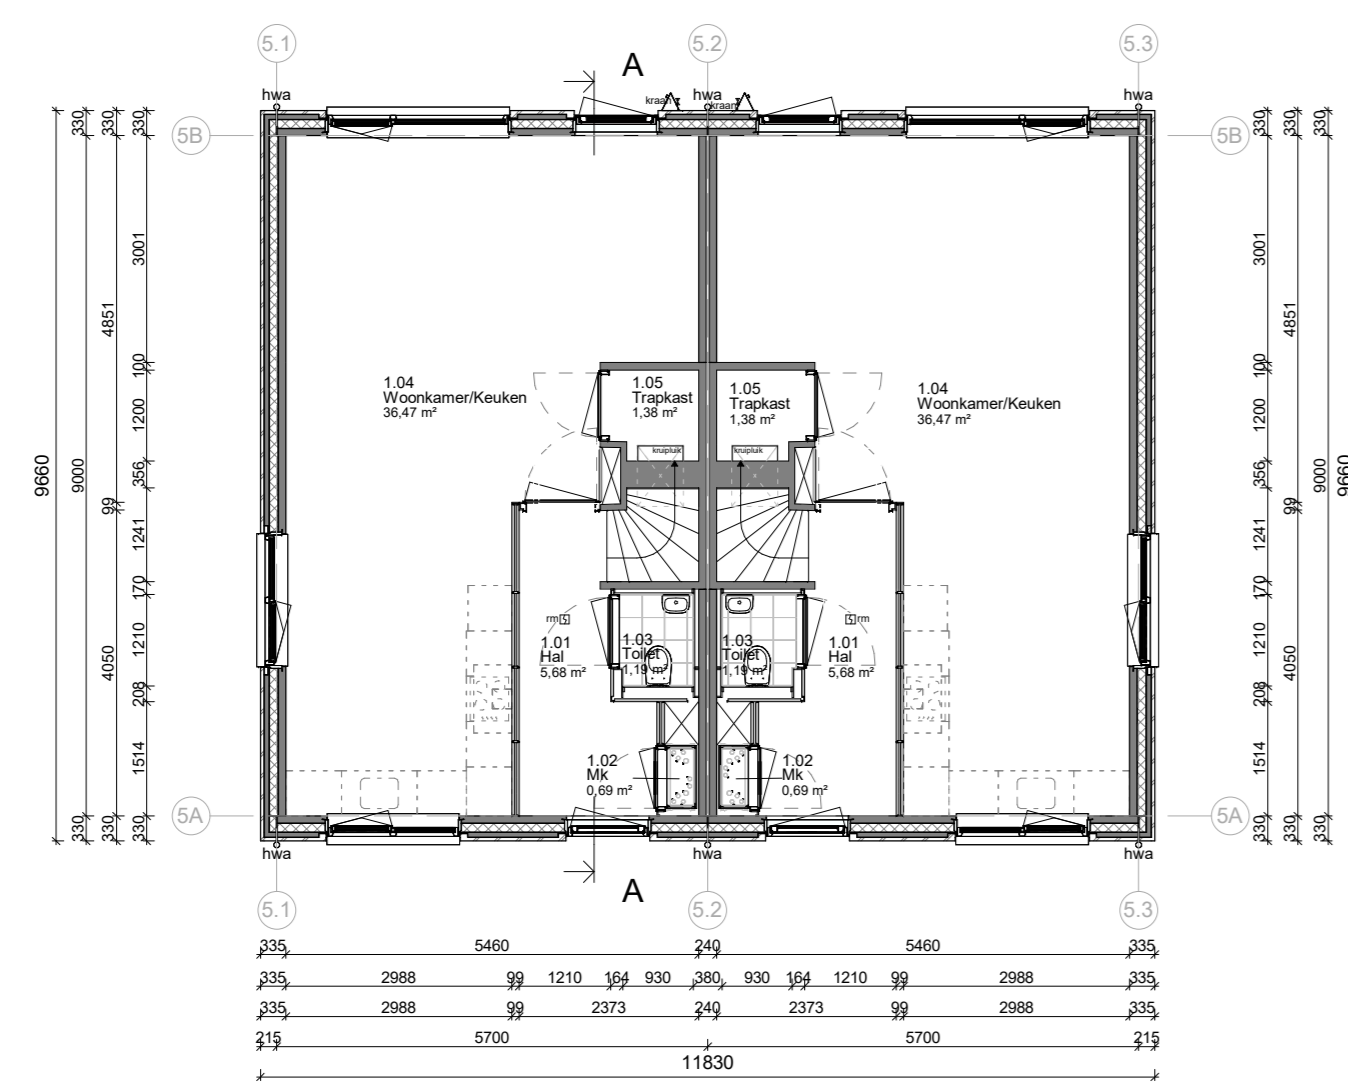 5.1
5.2
5.3
A
hwa
hwa
hwa
kraan
kraan
5B
5B
330
330
330
330
330
330
3001
4851
100
1200
356
9660
9000
99
1241
170
1210
4050
208
1514
330
330
330
330
330
330
3001
4851
100
1200
356
9000
9660
99
1241
170
1210
4050
208
1514
1.04
Woonkamer/Keuken
36,47 m²
1.05
Trapkast
1,38 m²
1.05
Trapkast
1,38 m²
1.04
Woonkamer/Keuken
36,47 m²
kruipluik
kruipluik
rm
rm
1.01
Hal
5,68 m²
1.03
Toilet
1,19 m²
1.03
Toilet
1,19 m²
1.01
Hal
5,68 m²
1.02
Mk
0,69 m²
1.02
Mk
0,69 m²
5A
5A
hwa
hwa
hwa
A
5.1
5.2
5.3
335 5460 240 5460 335
335 2988 99 1210 164 930 380 930 164 1210 99 2988 335
335 2988 99 2373 240 2373 99 2988 335
215 5700 5700 215
11830